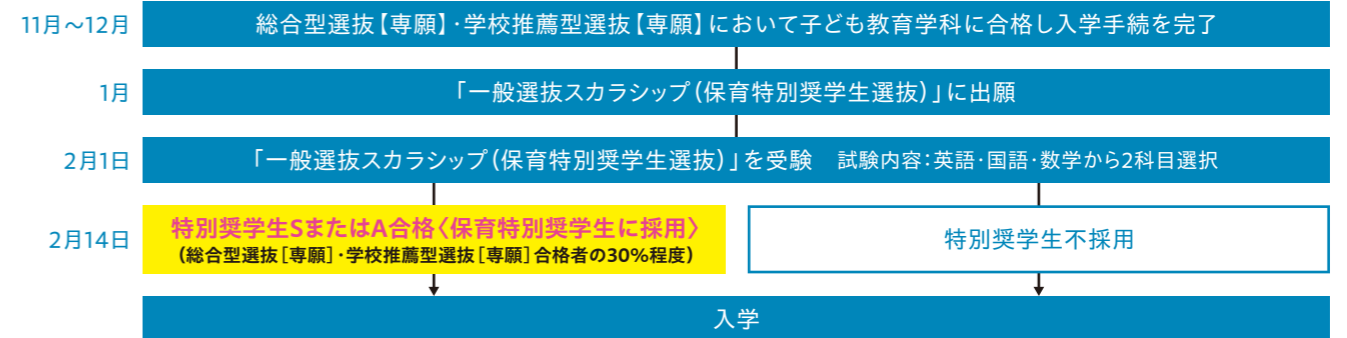 11月～12月
総合型選抜【専願】・学校推薦型選抜【専願】において子ども教育学科に合格し入学手続を完了
1月
「一般選抜スカラシップ（保育特別奨学生選抜）」に出願
2月1日
「一般選抜スカラシップ（保育特別奨学生選抜）」を受験　試験内容：英語・国語・数学から2科目選択
2月14日
特別奨学生SまたはA合格〈保育特別奨学生に採用〉
（総合型選抜［専願］・学校推薦型選抜［専願］合格者の30％程度）
特別奨学生不採用
入学